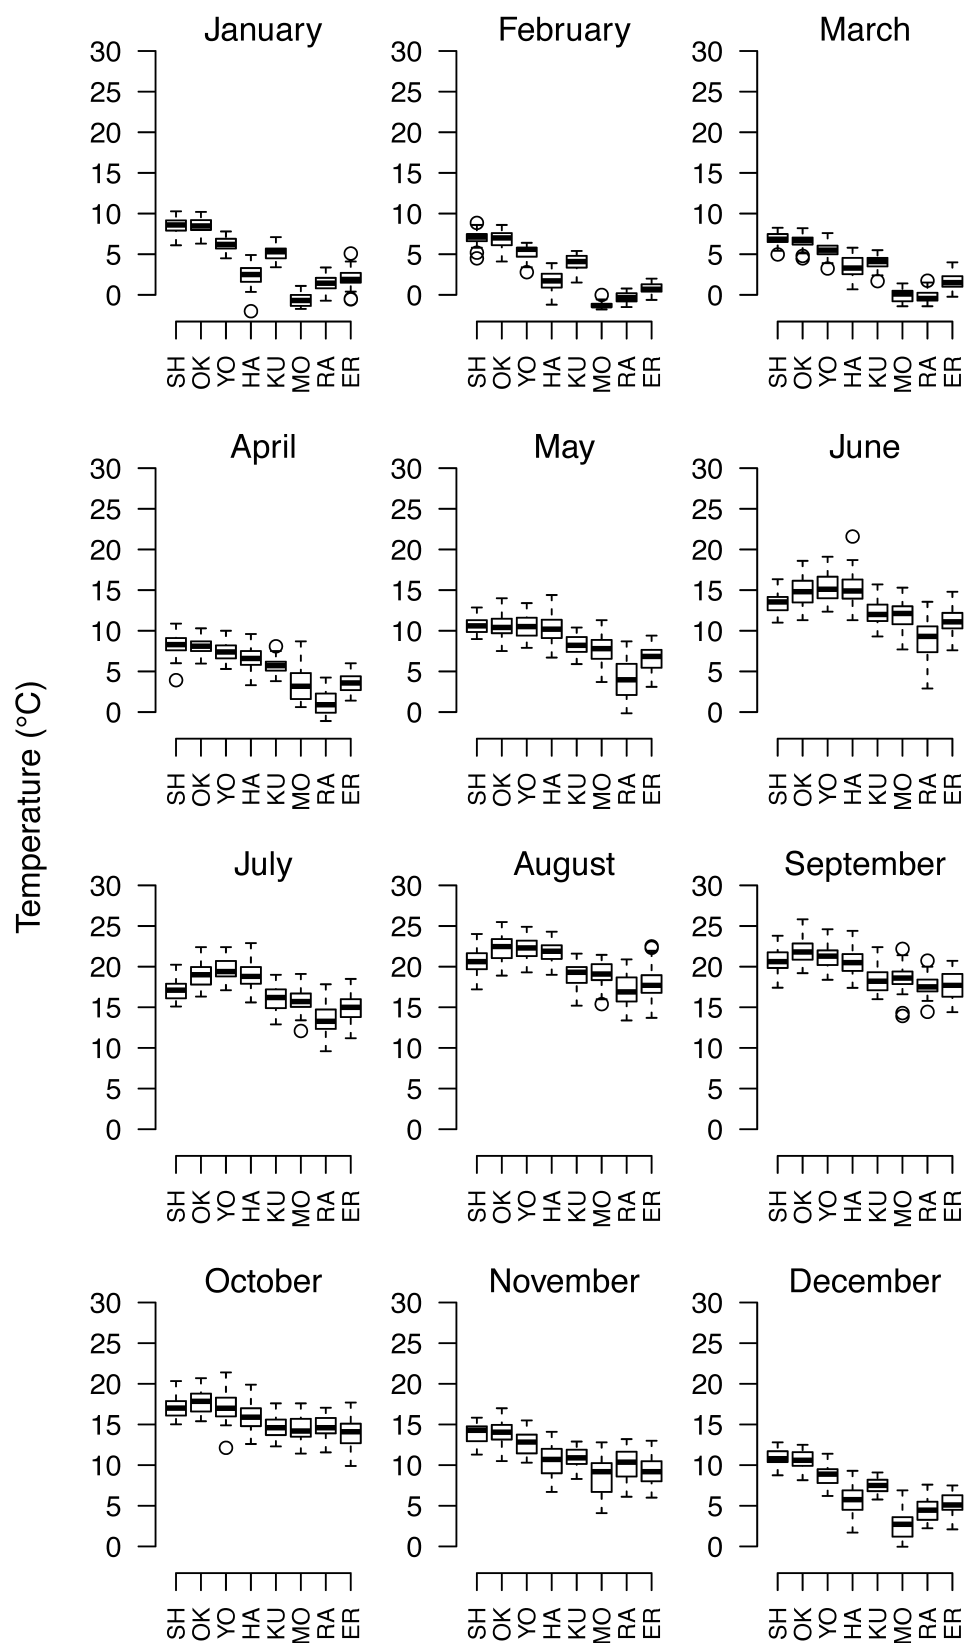 January February March
30 30 30
25 25 25
20 20 20
15 15 15
10 10 10
5 5 5
0 0 0
SH OK YO HA KU MO RA ER SH OK YO HA KU MO RA ER SH OK YO HA KU MO RA ER
April May June
30 30 30
25 25 25
20 20 20
15 15 15
10 10 10
5 5 5
0 0 0
SH OK YO HA KU MO RA ER SH OK YO HA KU MO RA ER SH OK YO HA KU MO RA ER
Temperature (°C)
July August September
30 30 30
25 25 25
20 20 20
15 15 15
10 10 10
5 5 5
0 0 0
SH OK YO HA KU MO RA ER SH OK YO HA KU MO RA ER SH OK YO HA KU MO RA ER
October November December
30 30 30
25 25 25
20 20 20
15 15 15
10 10 10
5 5 5
0 0 0
SH OK YO HA KU MO RA ER SH OK YO HA KU MO RA ER SH OK YO HA KU MO RA ER